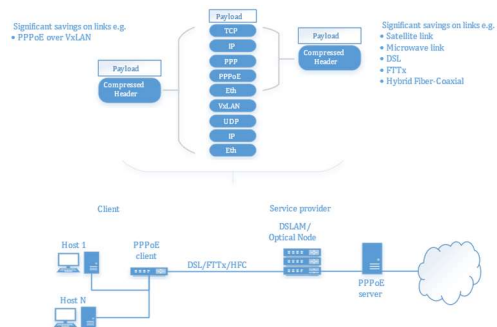 Significant savings on links e.g.
• PPPoE over VxLAN
Payload
Compressed
Header
Payload
TCP
IP
PPP
PPPoE
Eth
VxLAN
UDP
IP
Eth
Payload
Compressed
Header
Significant savings on links e.g.
• Satellite link
• Microwave link
• DSL
• FTTx
• Hybrid Fiber-Coaxial
Client
Service provider
Host 1
PPPoE
client
DSL/FTTx/HFC
DSLAM/
Optical Node
PPPoE
server
Host N